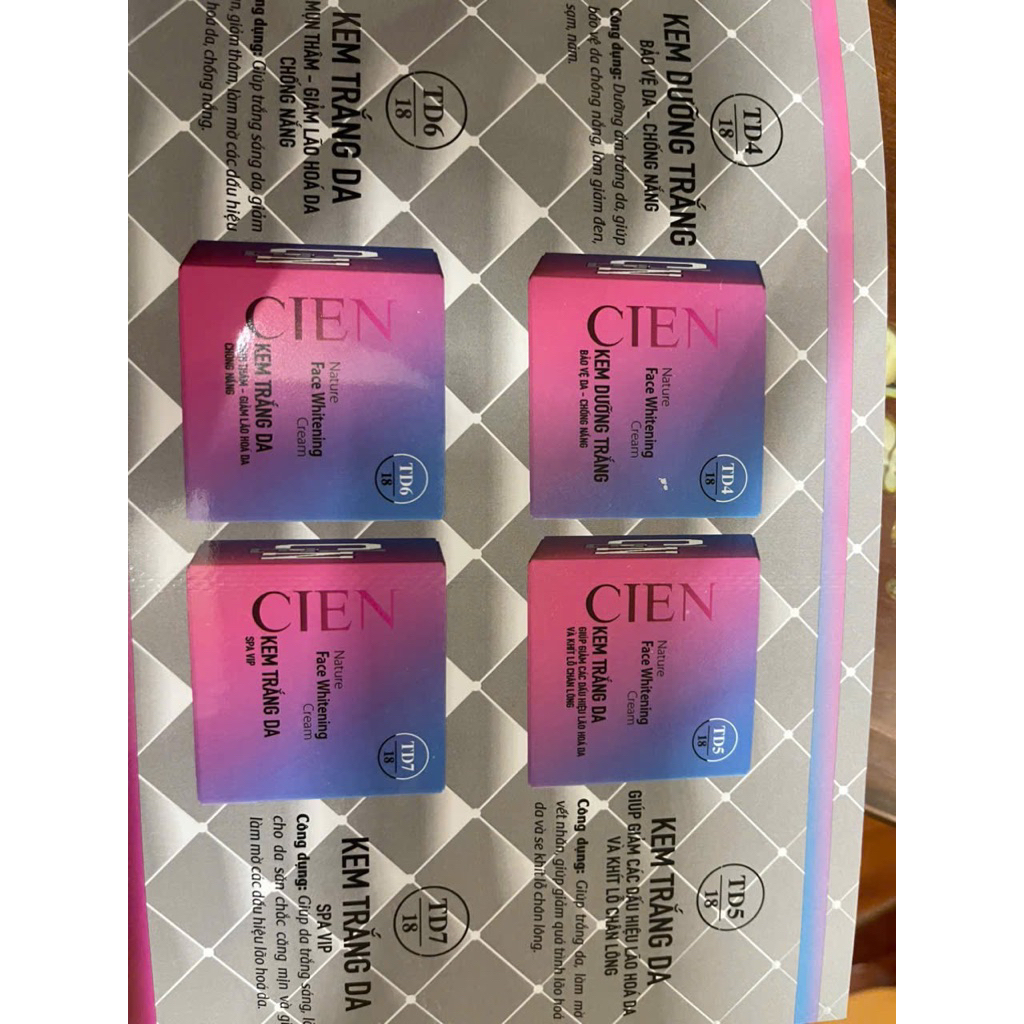 TD4
18
KEM DƯỠNG TRẮNG
BẢO VỆ DA - CHỐNG NẮNG
Công dụng: Dưỡng ẩm trắng da, giúp
bảo vệ da chống nắng, làm giảm đen,
sạm, nám.
CIEN
TD4
18
Nature
Face Whitening
Cream
KEM DƯỠNG TRẮNG
BẢO VỆ DA - CHỐNG NẮNG
CIEN
TD5
18
Nature
Face Whitening
Cream
KEM TRẮNG DA
GIÚP GIẢM CÁC DẤU HIỆU LÃO HOÁ DA
VÀ KHÍT LỖ CHÂN LÔNG
TD5
18
KEM TRẮNG DA
GIÚP GIẢM CÁC DẤU HIỆU LÃO HOÁ DA
VÀ KHÍT LỖ CHÂN LÔNG
Công dụng: Giúp trắng da, làm mờ
vết nhăn, giúp giảm quá trình lão hoá
da và se khít lỗ chân lông.
TD6
18
KEM TRẮNG DA
MỤN THÂM - GIẢM LÃO HOÁ DA
CHỐNG NẮNG
dụng: Giúp trắng sáng da, giảm
giảm thâm, làm mờ các dấu hiệu
hoá da, chống nắng.
CIEN
TD6
18
Nature
Face Whitening
Cream
KEM TRẮNG DA
THÂM - GIẢM LÃO HOÁ DA
CHỐNG NẮNG
CIEN
TD7
18
Nature
Face Whitening
Cream
KEM TRẮNG DA
SPA VIP
TD7
18
KEM TRẮNG DA
SPA VIP
Công dụng: Giúp da trắng sáng,
cho da săn chắc căng mịn và
làm mờ các dấu hiệu lão hoá da.